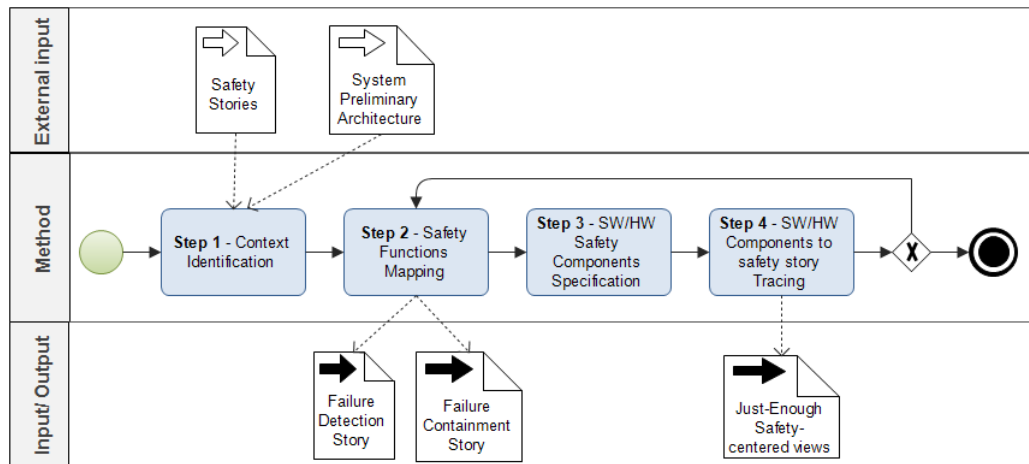 External input
Safety
Stories
System
Preliminary
Architecture
Method
Step 1 - Context
Identification
Step 2 - Safety
Functions
Mapping
Step 3 - SW/HW
Safety
Components
Specification
Step 4 - SW/HW
Components to
safety story
Tracing
X
Input/ Output
Failure
Detection
Story
Failure
Containment
Story
Just-Enough
Safety-
centered views